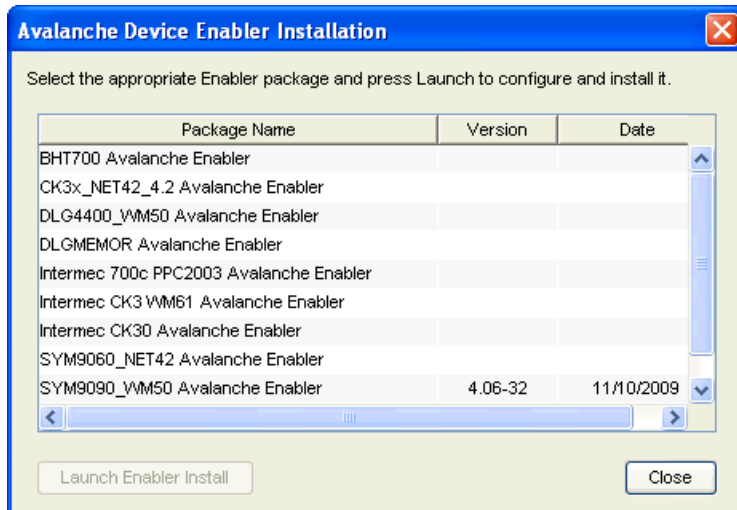 Avalanche Device Enabler Installation
Select the appropriate Enabler package and press Launch to configure and install it.
Package Name Version Date
BHT700 Avalanche Enabler
CK3x_NET42_4.2 Avalanche Enabler
DLG4400_WM50 Avalanche Enabler
DLGMEMOR Avalanche Enabler
Intermec 700c PPC2003 Avalanche Enabler
Intermec CK3 WM61 Avalanche Enabler
Intermec CK30 Avalanche Enabler
SYM9060_NET42 Avalanche Enabler
SYM9090_WM50 Avalanche Enabler 4.06-32 11/10/2009
Launch Enabler Install Close